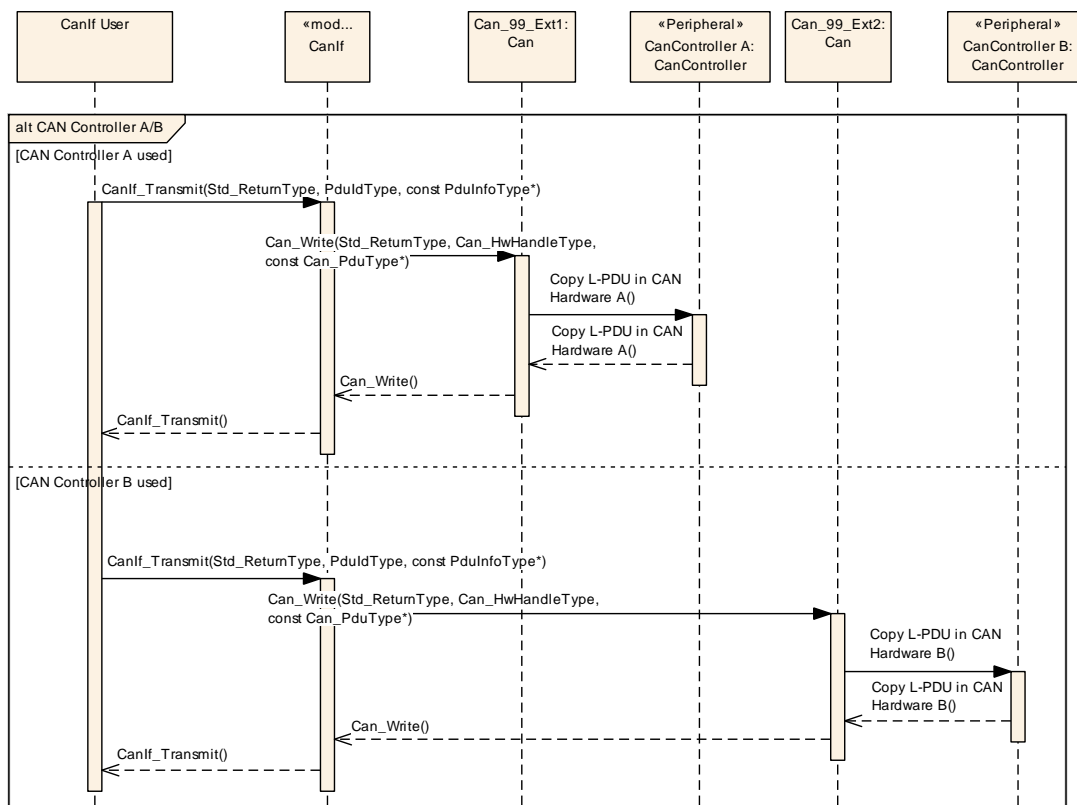 CanIf User
«mod...
CanIf
Can_99_Ext1:
Can
«Peripheral»
CanController A:
CanController
Can_99_Ext2:
Can
«Peripheral»
CanController B:
CanController
alt CAN Controller A/B
[CAN Controller A used]
CanIf_Transmit(Std_ReturnType, PduIdType, const PduInfoType*)
Can_Write(Std_ReturnType, Can_HwHandleType,
const Can_PduType*)
Copy L-PDU in CAN
Hardware A()
Copy L-PDU in CAN
Hardware A()
Can_Write()
CanIf_Transmit()
[CAN Controller B used]
CanIf_Transmit(Std_ReturnType, PduIdType, const PduInfoType*)
Can_Write(Std_ReturnType, Can_HwHandleType,
const Can_PduType*)
Copy L-PDU in CAN
Hardware B()
Copy L-PDU in CAN
Hardware B()
Can_Write()
CanIf_Transmit()